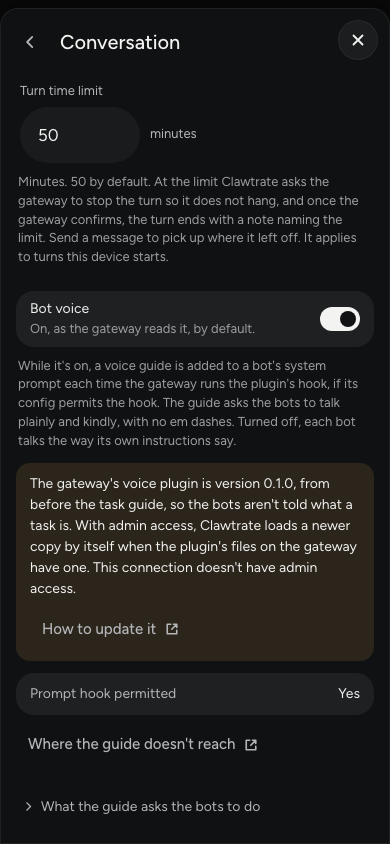 Conversation
Turn time limit
50
minutes
Minutes. 50 by default. At the limit Clawtrate asks the
gateway to stop the turn so it does not hang, and once the
gateway confirms, the turn ends with a note naming the
limit. Send a message to pick up where it left off. It applies
to turns this device starts.
Bot voice
On, as the gateway reads it, by default.
While it's on, a voice guide is added to a bot's system
prompt each time the gateway runs the plugin's hook, if its
config permits the hook. The guide asks the bots to talk
plainly and kindly, with no em dashes. Turned off, each bot
talks the way its own instructions say.
The gateway's voice plugin is version 0.1.0, from
before the task guide, so the bots aren't told what a
task is. With admin access, Clawtrate loads a newer
copy by itself when the plugin's files on the gateway
have one. This connection doesn't have admin
access.
How to update it
Prompt hook permitted
Yes
Where the guide doesn't reach
What the guide asks the bots to do